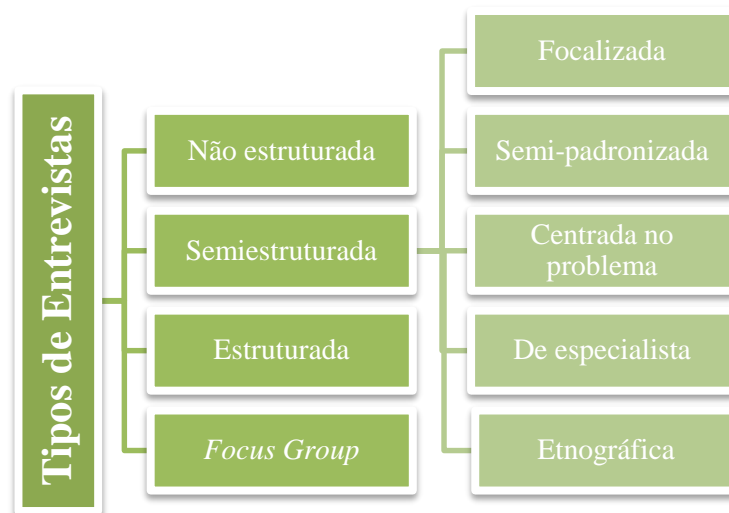 Tipos de Entrevistas
Não estruturada
Semiestruturada
Estruturada
Focus Group
Focalizada
Semi-padronizada
Centrada no
problema
De especialista
Etnográfica